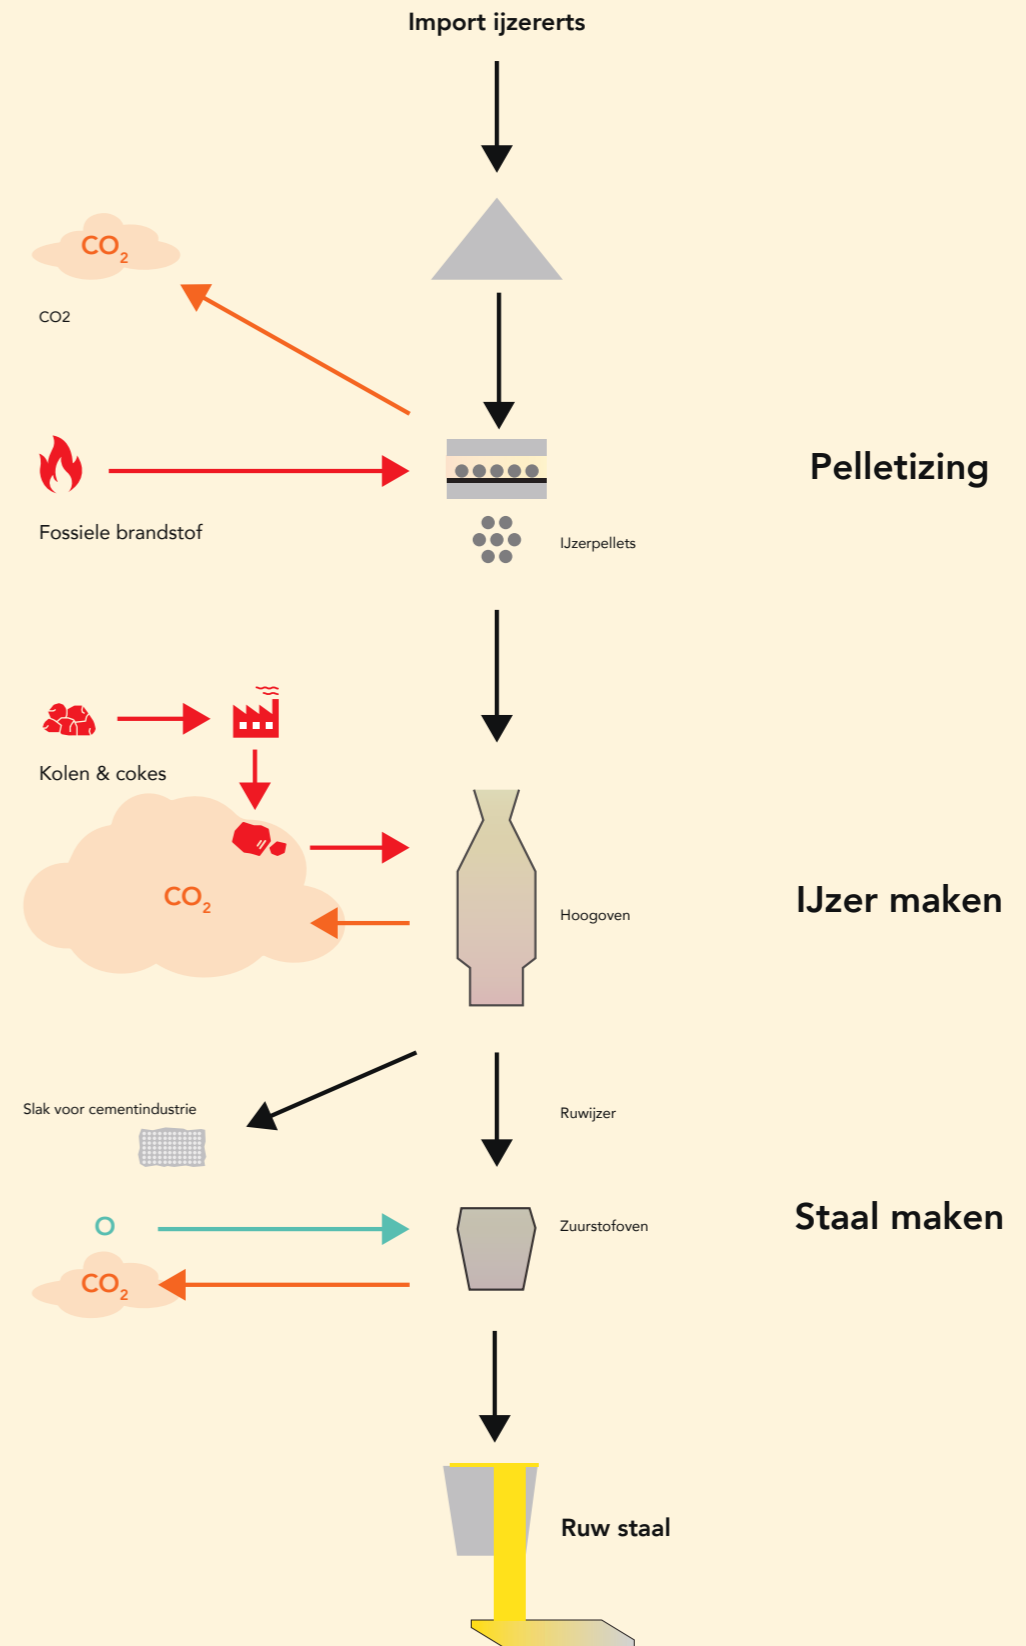 Import ijzererts
CO2
CO2
Fossiele brandstof
Pelletizing
IJzerpellets
Kolen & cokes
CO2
Hoogoven
IJzer maken
Slak voor cementindustrie
Ruwijzer
O
Zuurstofoven
Staal maken
CO2
Ruw staal